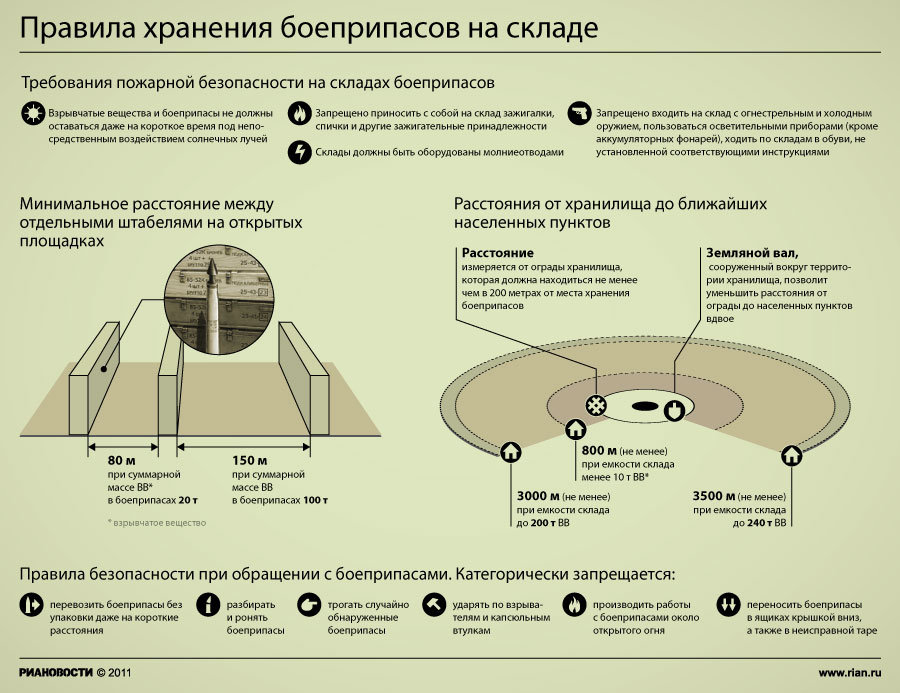 Правила хранения боеприпасов на складе
Требования пожарной безопасности на складах боеприпасов
Взрывчатые вещества и боеприпасы не должны
оставаться даже на короткое время под непо-
средственным воздействием солнечных лучей
Запрещено приносить с собой на склад зажигалки,
спички и другие зажигательные принадлежности
Склады должны быть оборудованы молниеотводами
Запрещено входить на склад с огнестрельным и холодным
оружием, пользоваться осветительными приборами (кроме
аккумуляторных фонарей), ходить по складам в обуви, не
установленной соответствующими инструкциями
Минимальное расстояние между
отдельными штабелями на открытых
площадках
80 м
при суммарной
массе ВВ*
в боеприпасах 20 т
150 м
при суммарной
массе ВВ
в боеприпасах 100 т
* взрывчатое вещество
Расстояния от хранилища до ближайших
населенных пунктов
Расстояние
измеряется от ограды хранилища,
которая должна находиться не менее
чем в 200 метрах от места хранения
боеприпасов
Земляной вал,
сооруженный вокруг террито-
рии хранилища, позволит
уменьшить расстояния от
ограды до населенных пунктов
вдвое
800 м (не менее)
при емкости склада
менее 10 т ВВ*
3000 м (не менее)
при емкости склада
до 200 т ВВ
3500 м (не менее)
при емкости склада
до 240 т ВВ
Правила безопасности при обращении с боеприпасами. Категорически запрещается:
перевозить боеприпасы без
упаковки даже на короткие
расстояния
разбирать
и ронять
боеприпасы
трогать случайно
обнаруженные
боеприпасы
ударять по взрыва-
телям и капсюльным
втулкам
производить работы
с боеприпасами около
открытого огня
переносить боеприпасы
в ящиках крышкой вниз,
а также в неисправной таре
РИАНОВОСТИ © 2011
www.rian.ru